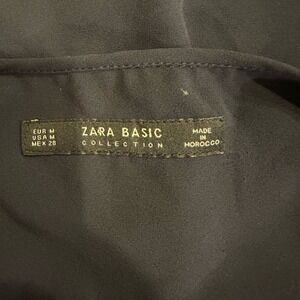 EUR M
USA M
MEX 28
ZARA BASIC
COLLECTION
MADE
IN
MOROCCO